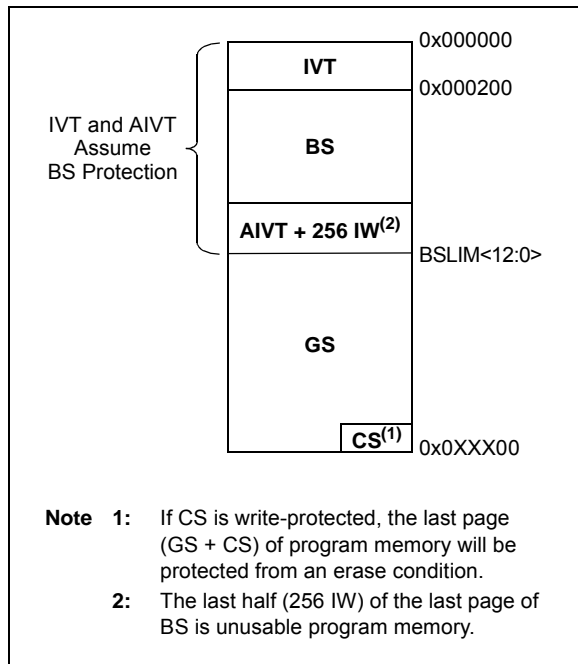 0x000000
IVT
0x000200
IVT and AIVT
Assume
BS Protection
BS
AIVT + 256 IW(2)
BSLIM<12:0>
GS
CS(1)
0x0XXX00
Note 1: If CS is write-protected, the last page
(GS + CS) of program memory will be
protected from an erase condition.
2: The last half (256 IW) of the last page of
BS is unusable program memory.